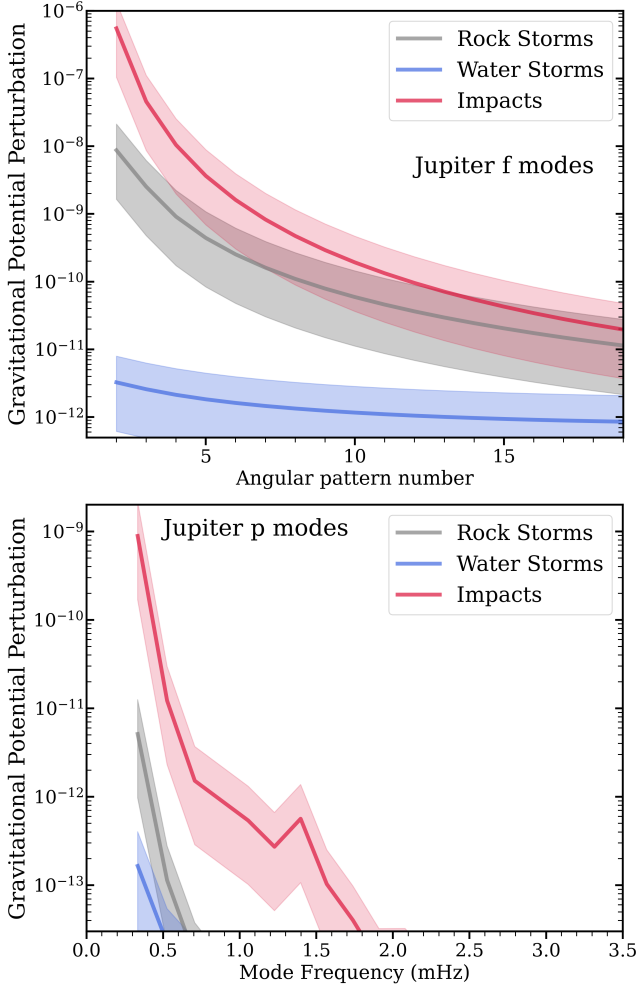 Gravitational Potential Perturbation
10⁻⁶
10⁻⁷
10⁻⁸
10⁻⁹
10⁻¹⁰
10⁻¹¹
10⁻¹²
Rock Storms
Water Storms
Impacts
Jupiter f modes
5 10 15
Angular pattern number
Gravitational Potential Perturbation
10⁻⁹
10⁻¹⁰
10⁻¹¹
10⁻¹²
10⁻¹³
Jupiter p modes
Rock Storms
Water Storms
Impacts
0.0 0.5 1.0 1.5 2.0 2.5 3.0 3.5
Mode Frequency (mHz)